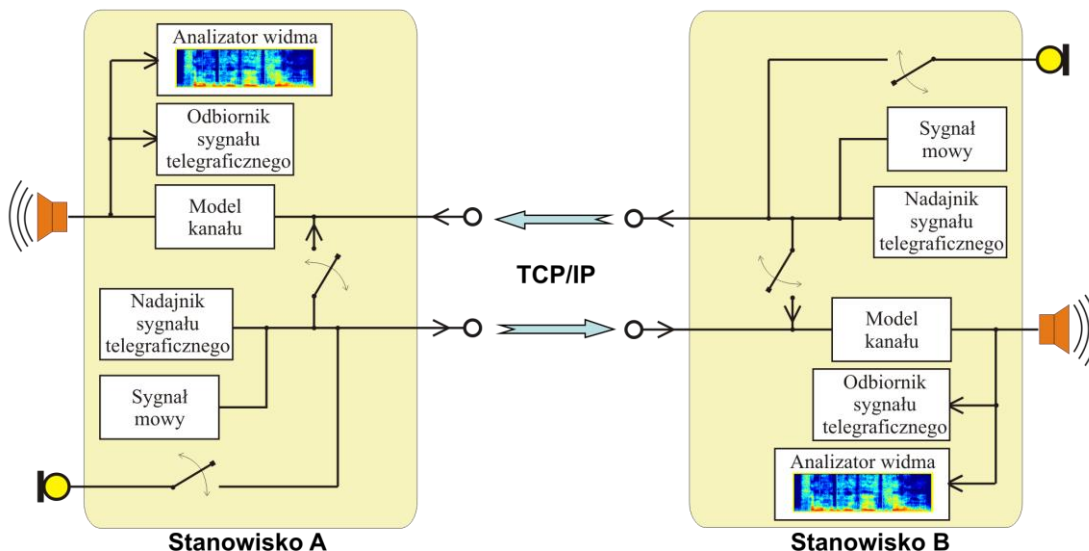 Analizator widma
Odbiornik
sygnału
telegraficznego
Model
kanału
Nadajnik
sygnału
telegraficznego
Sygnał
mowy
Stanowisko A
TCP/IP
Sygnał
mowy
Nadajnik
sygnału
telegraficznego
Model
kanału
Odbiornik
sygnału
telegraficznego
Analizator widma
Stanowisko B